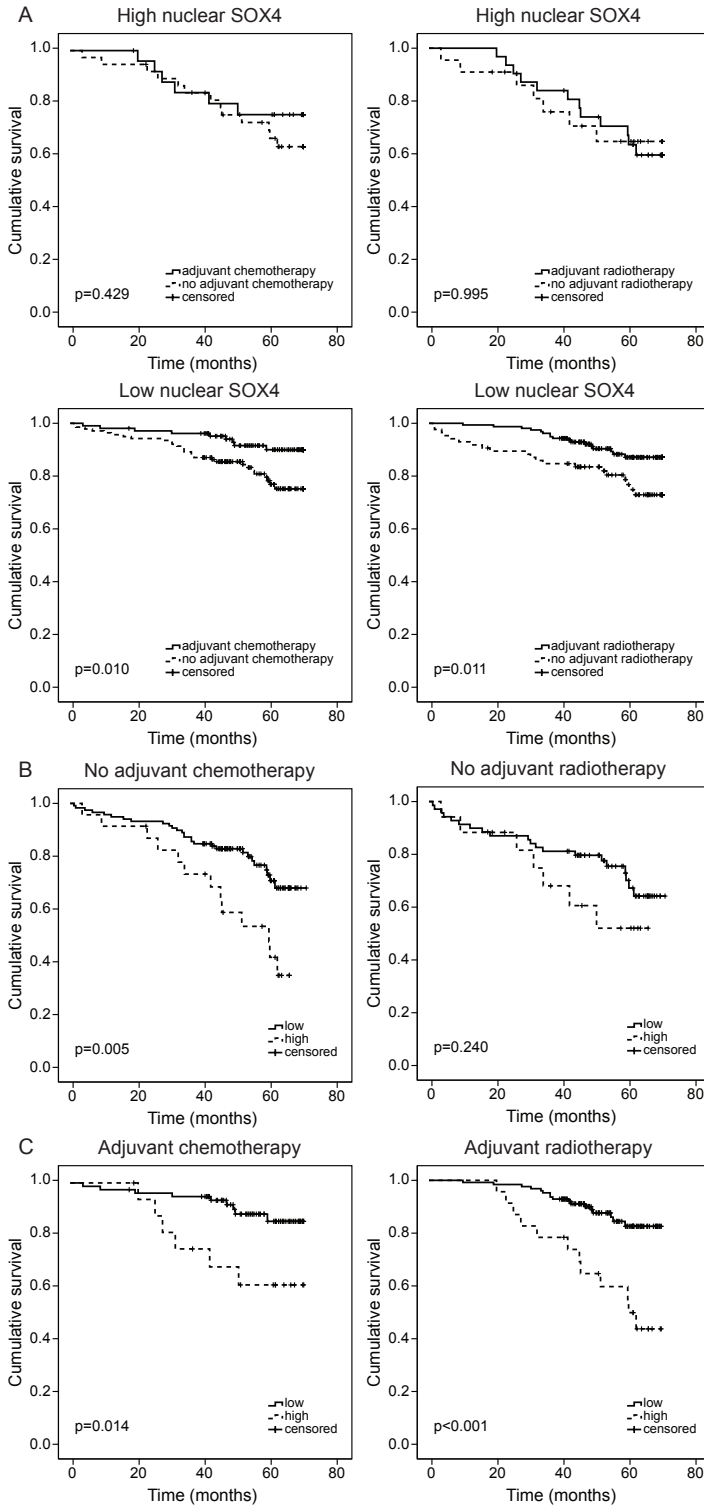 A
High nuclear SOX4
1.0
0.8
0.6
0.4
0.2
0.0
Cumulative survival
adjuvant chemotherapy
no adjuvant chemotherapy
censored
p=0.429
0 20 40 60 80
Time (months)
High nuclear SOX4
1.0
0.8
0.6
0.4
0.2
0.0
Cumulative survival
adjuvant radiotherapy
no adjuvant radiotherapy
censored
p=0.995
0 20 40 60 80
Time (months)
Low nuclear SOX4
1.0
0.8
0.6
0.4
0.2
0.0
Cumulative survival
adjuvant chemotherapy
no adjuvant chemotherapy
censored
p=0.010
0 20 40 60 80
Time (months)
Low nuclear SOX4
1.0
0.8
0.6
0.4
0.2
0.0
Cumulative survival
adjuvant radiotherapy
no adjuvant radiotherapy
censored
p=0.011
0 20 40 60 80
Time (months)
B
No adjuvant chemotherapy
1.0
0.8
0.6
0.4
0.2
0.0
Cumulative survival
low
high
censored
p=0.005
0 20 40 60 80
Time (months)
No adjuvant radiotherapy
1.0
0.8
0.6
0.4
0.2
0.0
Cumulative survival
low
high
censored
p=0.240
0 20 40 60 80
Time (months)
C
Adjuvant chemotherapy
1.0
0.8
0.6
0.4
0.2
0.0
Cumulative survival
low
high
censored
p=0.014
0 20 40 60 80
Time (months)
Adjuvant radiotherapy
1.0
0.8
0.6
0.4
0.2
0.0
Cumulative survival
low
high
censored
p<0.001
0 20 40 60 80
Time (months)